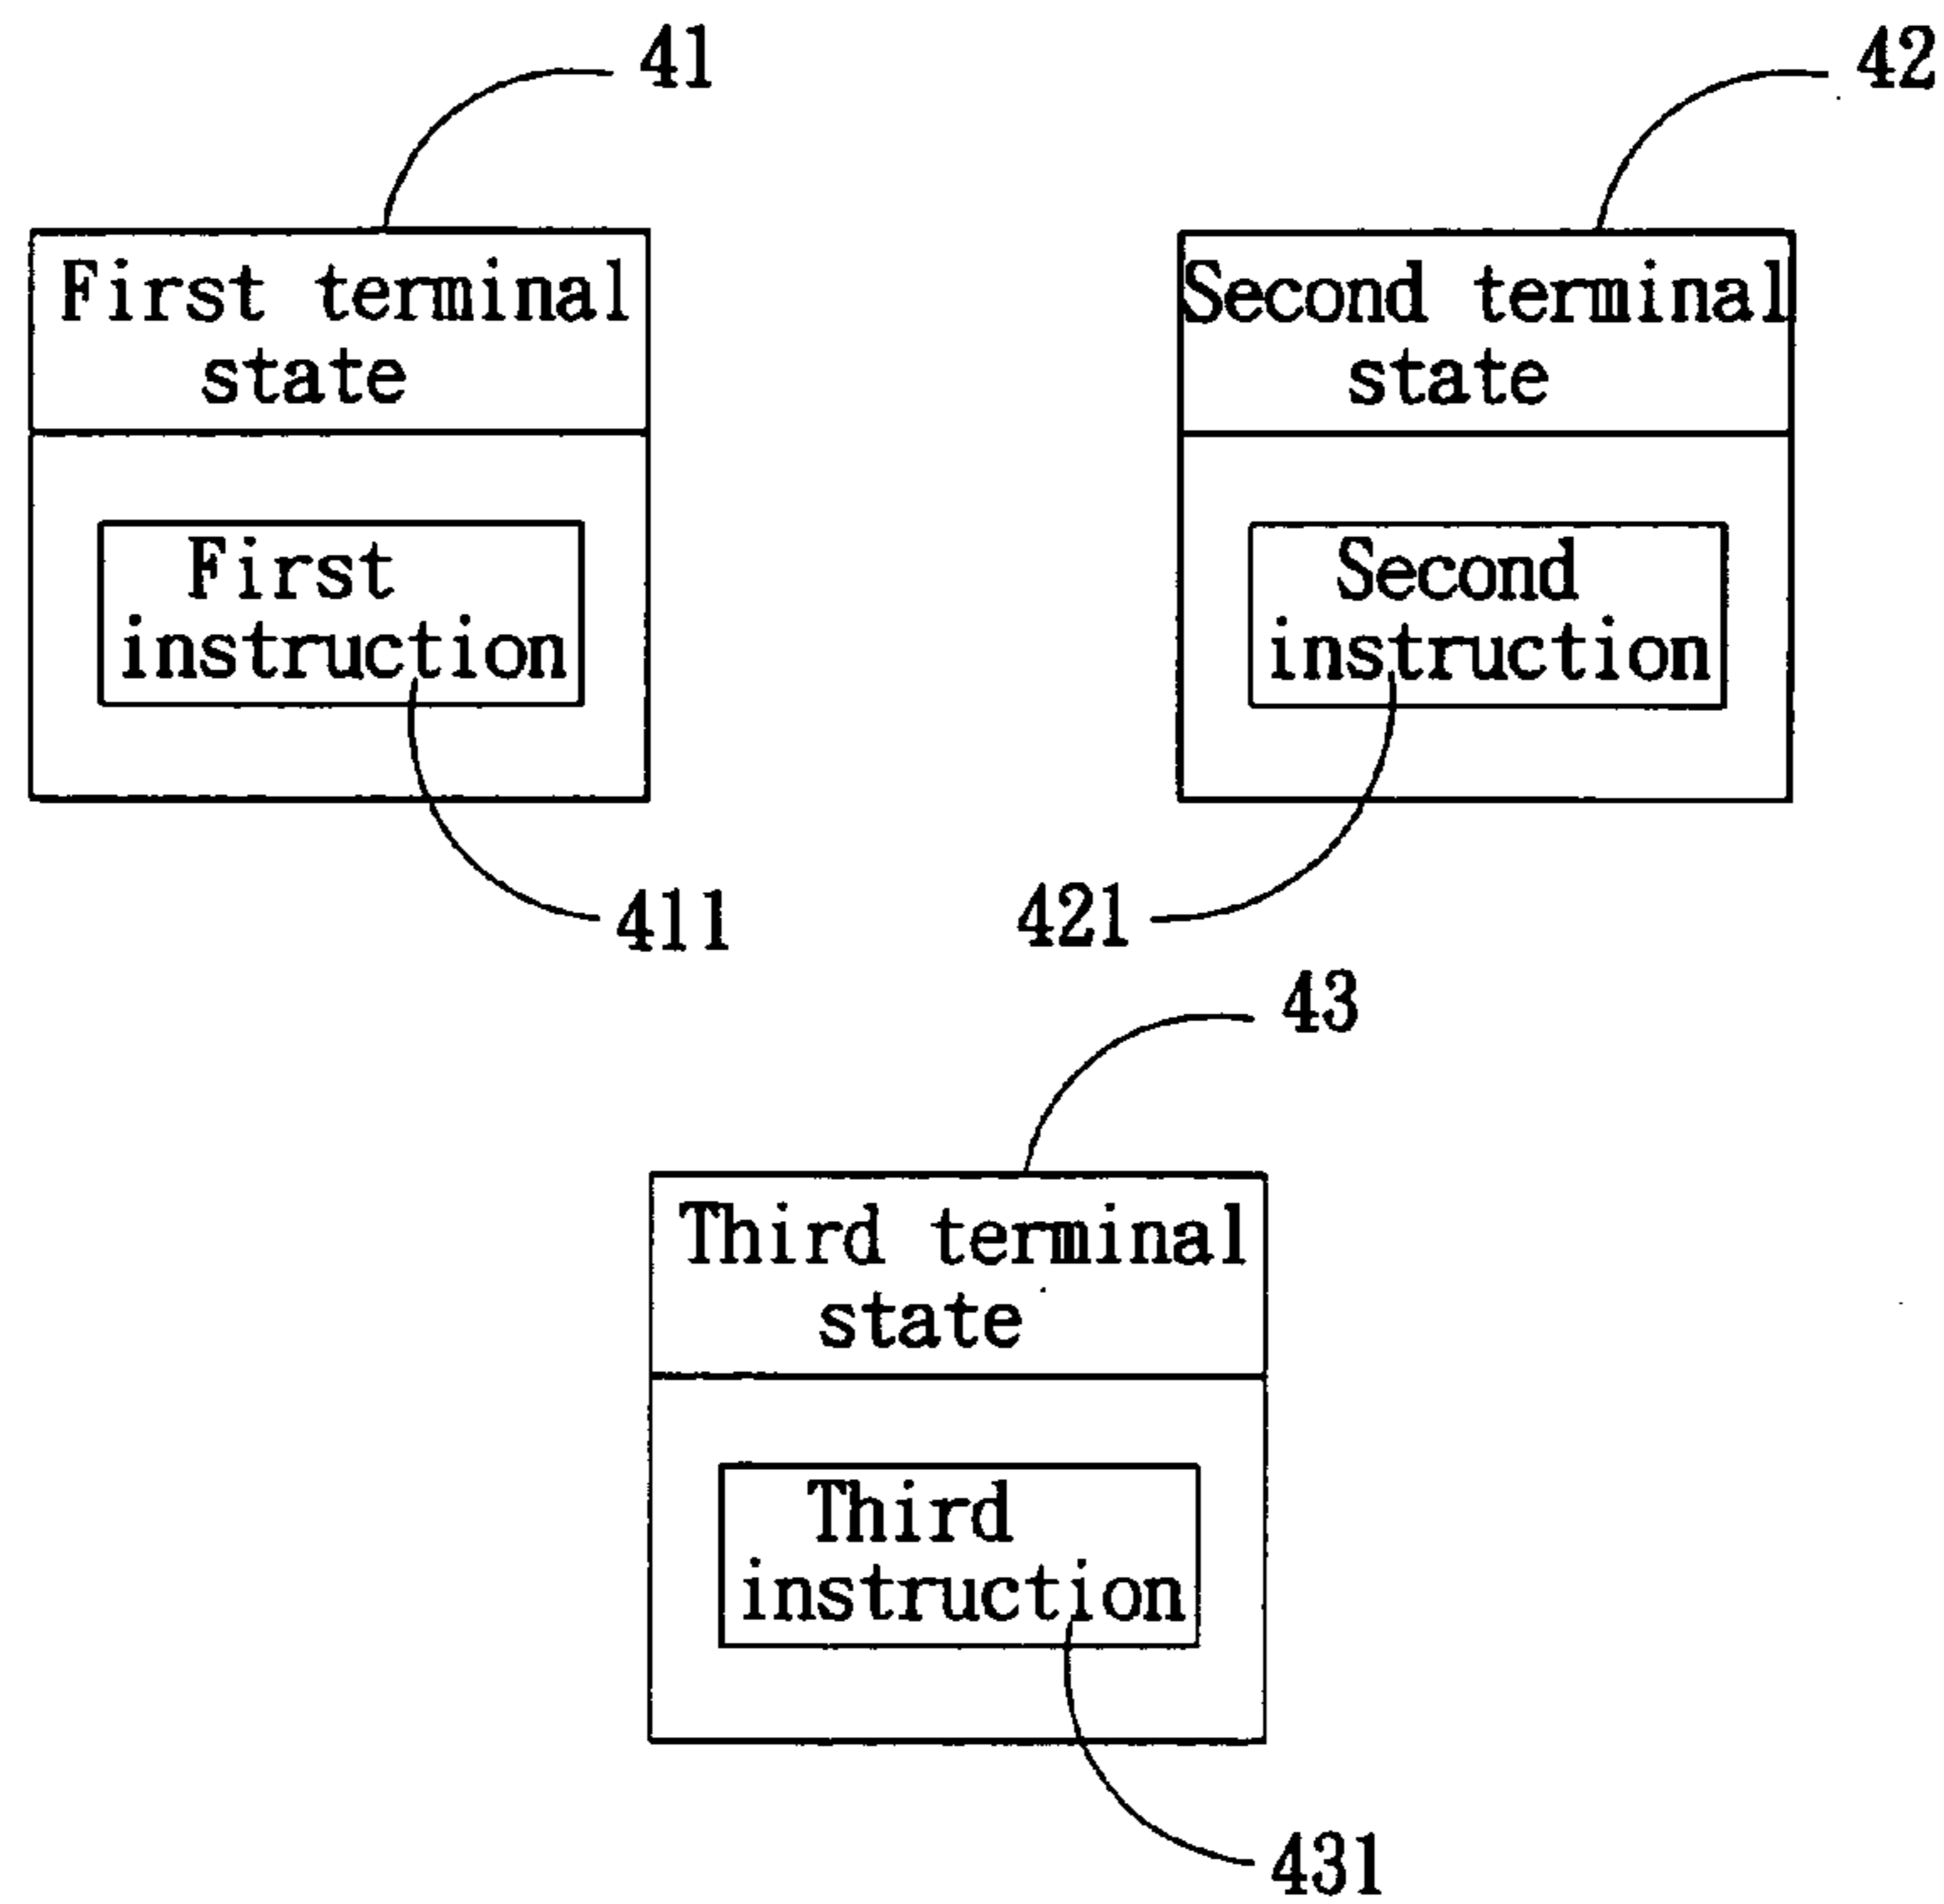 41
42
First terminal
state
Second terminal
state
First
instruction
Second
instruction
411
421
43
Third terminal
state
Third
instruction
431